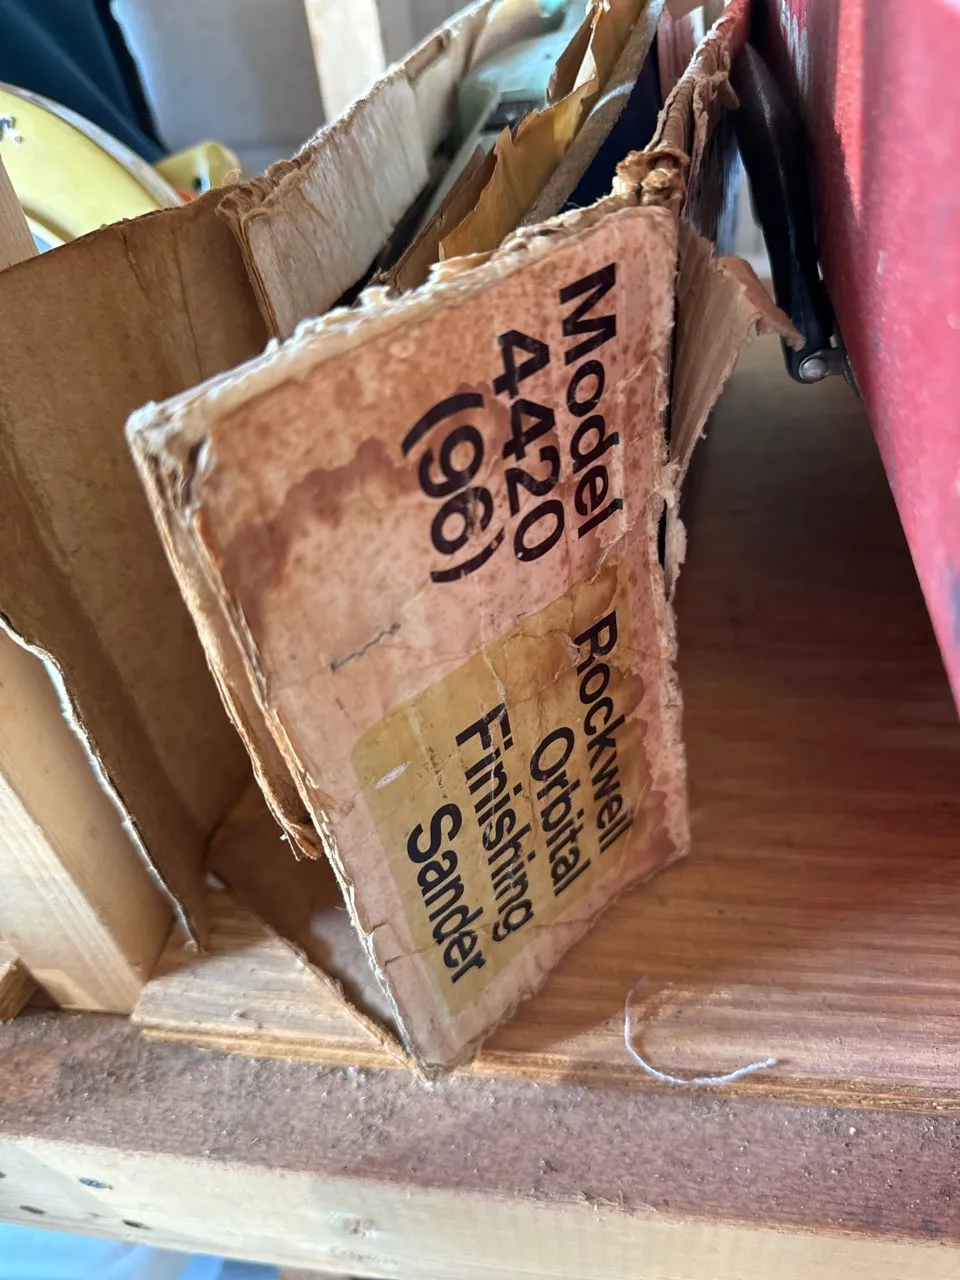 Model
4420
(96)
Rockwell
Orbital
Finishing
Sander